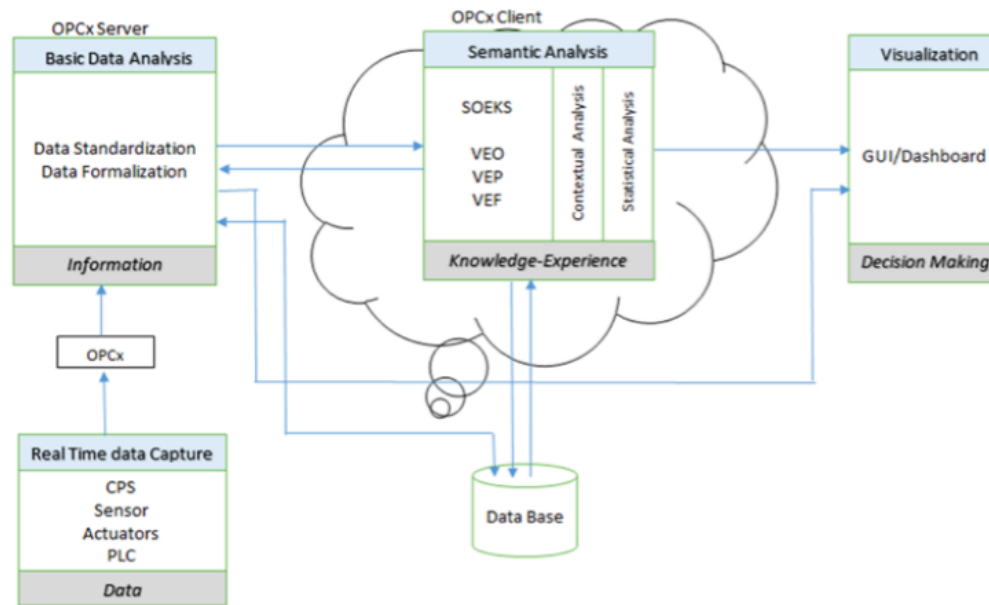 OPCx Server
Basic Data Analysis
Data Standardization
Data Formalization
Information
OPCx
Real Time data Capture
CPS
Sensor
Actuators
PLC
Data
OPCx Client
Semantic Analysis
SOEKS
VEO
VEP
VEF
Contextual Analysis
Statistical Analysis
Knowledge-Experience
Data Base
Visualization
GUI/Dashboard
Decision Making